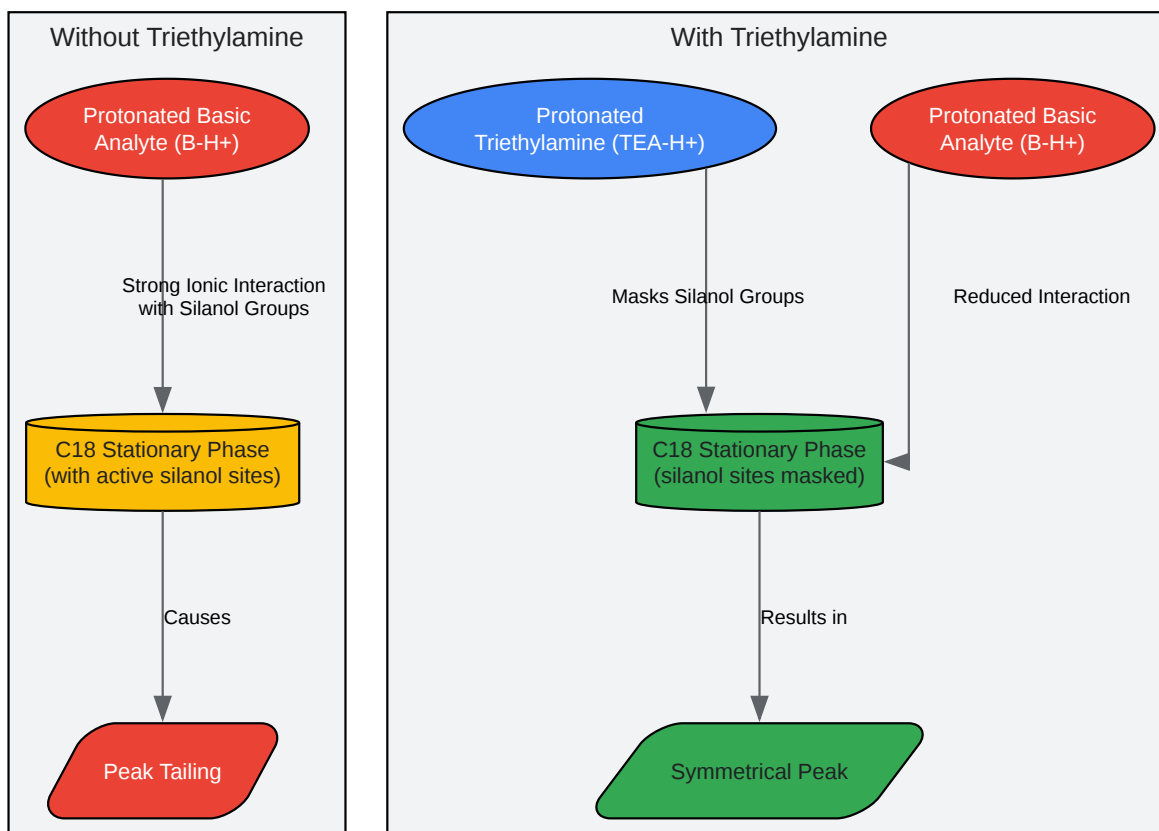 Without Triethylamine
Protonated Basic
Analyte (B-H+)
Strong Ionic Interaction
with Silanol Groups
C18 Stationary Phase
(with active silanol sites)
Causes
Peak Tailing
With Triethylamine
Protonated
Triethylamine (TEA-H+)
Protonated Basic
Analyte (B-H+)
Masks Silanol Groups
Reduced Interaction
C18 Stationary Phase
(silanol sites masked)
Results in
Symmetrical Peak